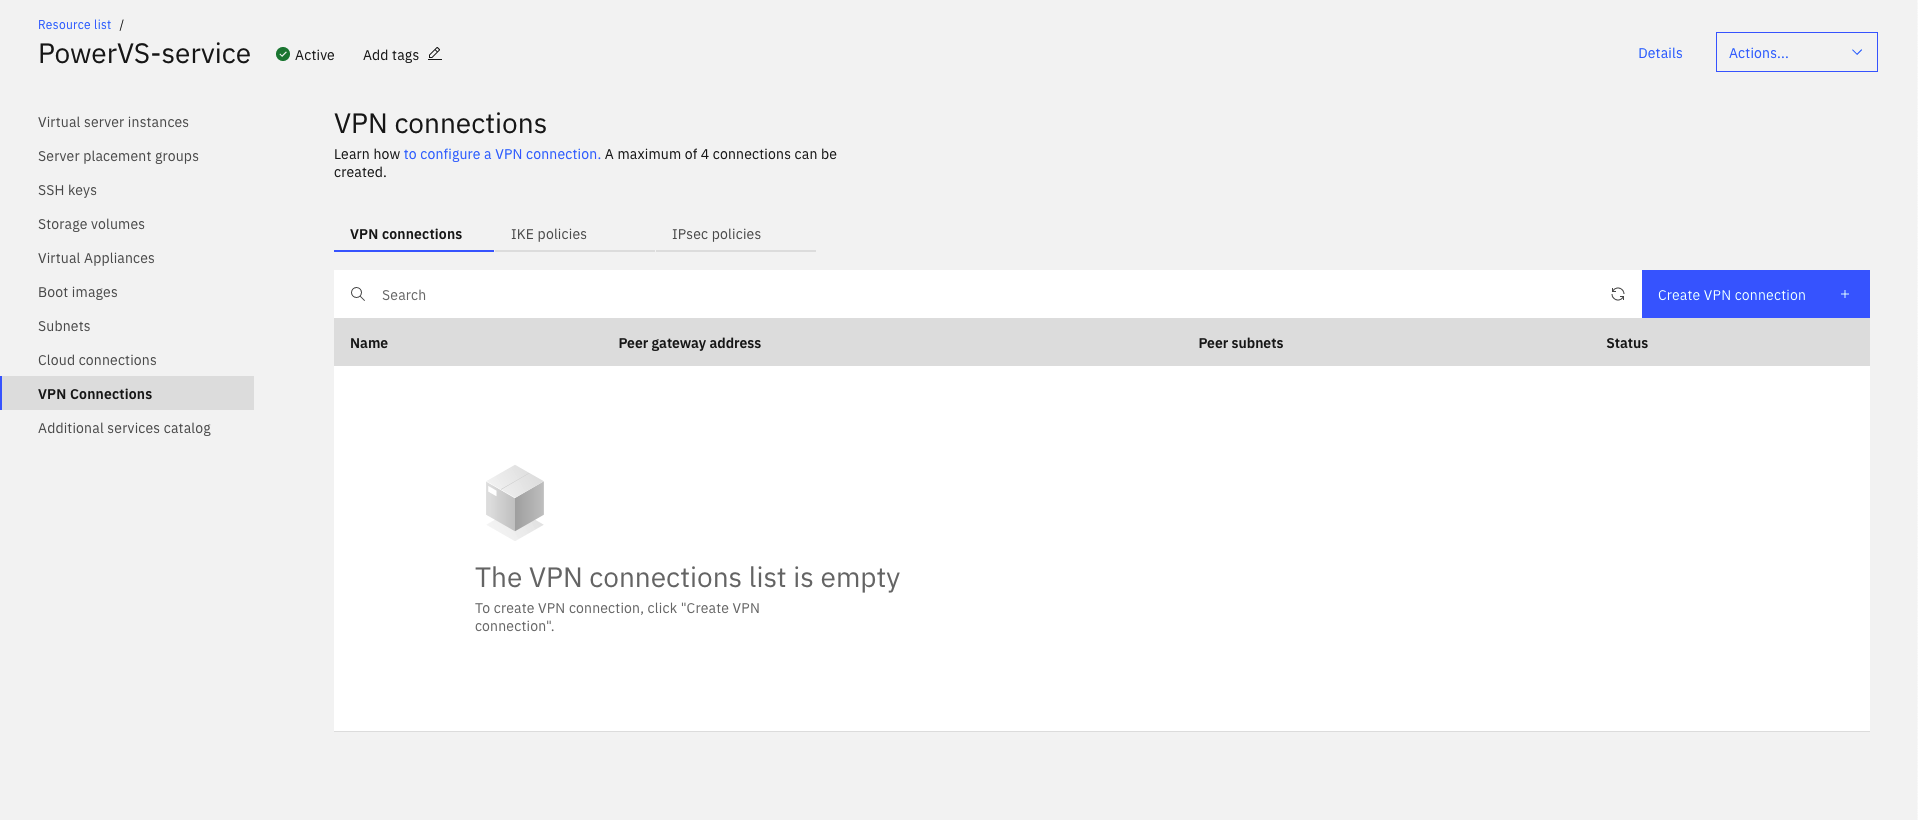 Resource list /
PowerVS-service
Active
Add tags
Details
Actions...
Virtual server instances
Server placement groups
SSH keys
Storage volumes
Virtual Appliances
Boot images
Subnets
Cloud connections
VPN Connections
Additional services catalog
VPN connections
Learn how to configure a VPN connection. A maximum of 4 connections can be
created.
VPN connections
IKE policies
IPsec policies
Search
Create VPN connection +
Name
Peer gateway address
Peer subnets
Status
The VPN connections list is empty
To create VPN connection, click "Create VPN
connection".